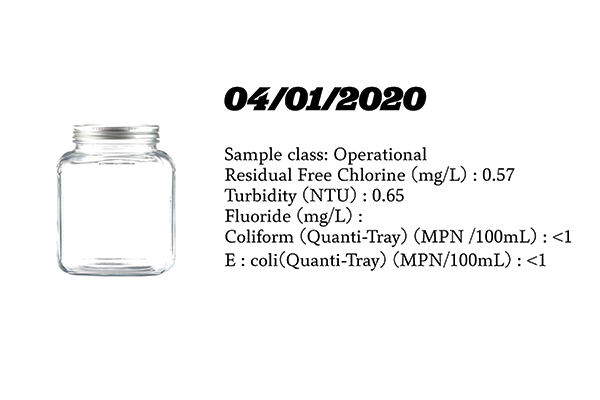 04/01/2020
Sample class: Operational
Residual Free Chlorine (mg/L) : 0.57
Turbidity (NTU) : 0.65
Fluoride (mg/L) :
Coliform (Quanti-Tray) (MPN /100mL) : <1
E : coli(Quanti-Tray) (MPN/100mL) : <1